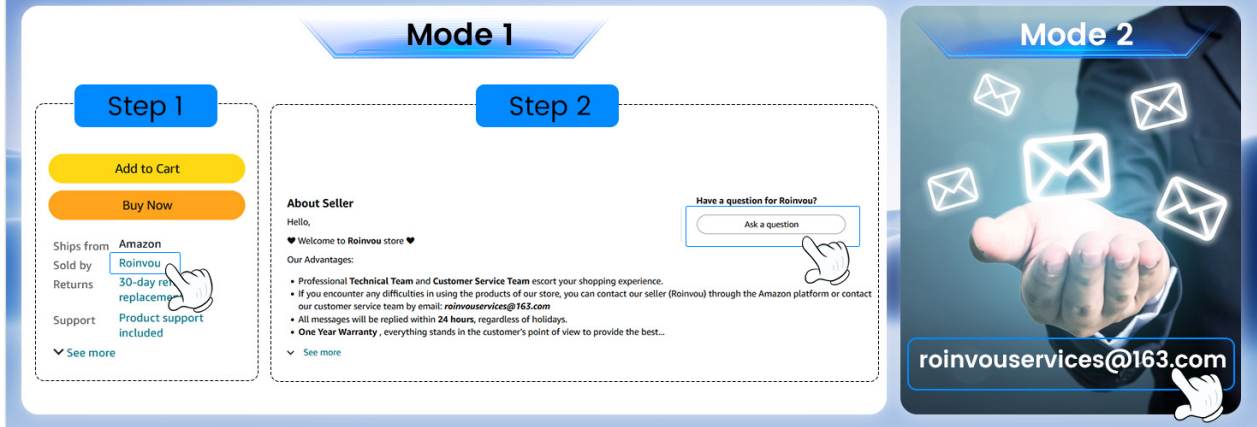 Mode 1
Step 1
Add to Cart
Buy Now
Ships from Amazon
Sold by Roinvou
Returns 30-day
replacemen
Support Product support
included
See more
Step 2
About Seller
Hello,
♥ Welcome to Roinvou store ♥
Our Advantages:
• Professional Technical Team and Customer Service Team escort your shopping experience.
• If you encounter any difficulties in using the products of our store, you can contact our seller (Roinvou) through the Amazon platform or contact
our customer service team by email: roinvouservices@163.com
• All messages will be replied within 24 hours, regardless of holidays.
• One Year Warranty , everything stands in the customer's point of view to provide the best...
See more
Have a question for Roinvou?
Ask a question
Mode 2
roinvouservices@163.com